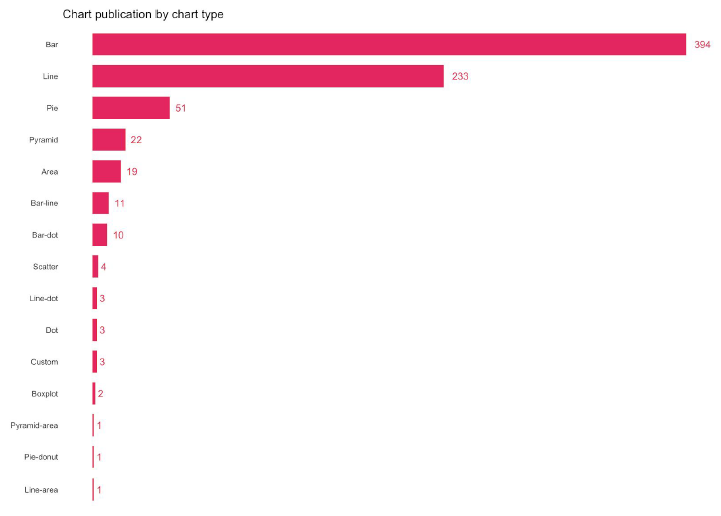 Chart publication by chart type
Bar 394
Line 233
Pie 51
Pyramid 22
Area 19
Bar-line 11
Bar-dot 10
Scatter 4
Line-dot 3
Dot 3
Custom 3
Boxplot 2
Pyramid-area 1
Pie-donut 1
Line-area 1